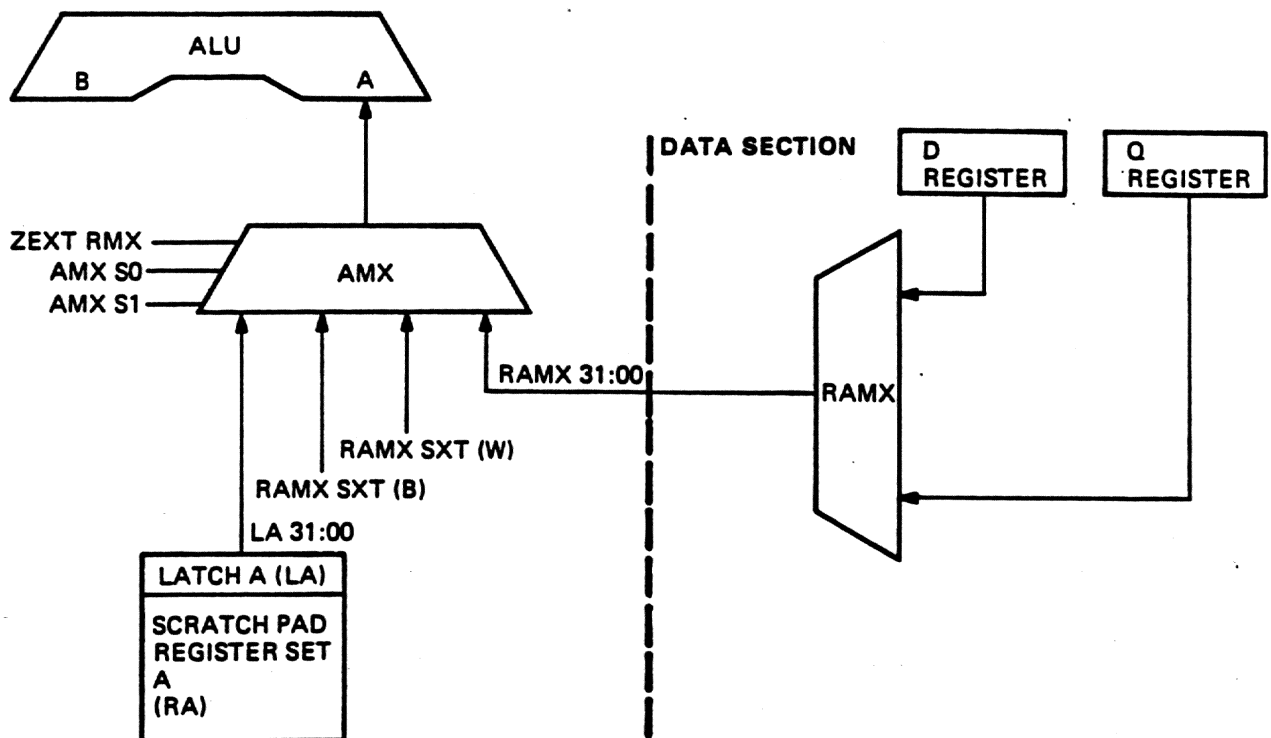 ALU
B
A
DATA SECTION
D
REGISTER
Q
REGISTER
ZEXT RMX
AMX S0
AMX S1
AMX
RAMX 31:00
RAMX
RAMX SXT (W)
RAMX SXT (B)
LA 31:00
LATCH A (LA)
SCRATCH PAD
REGISTER SET
A
(RA)